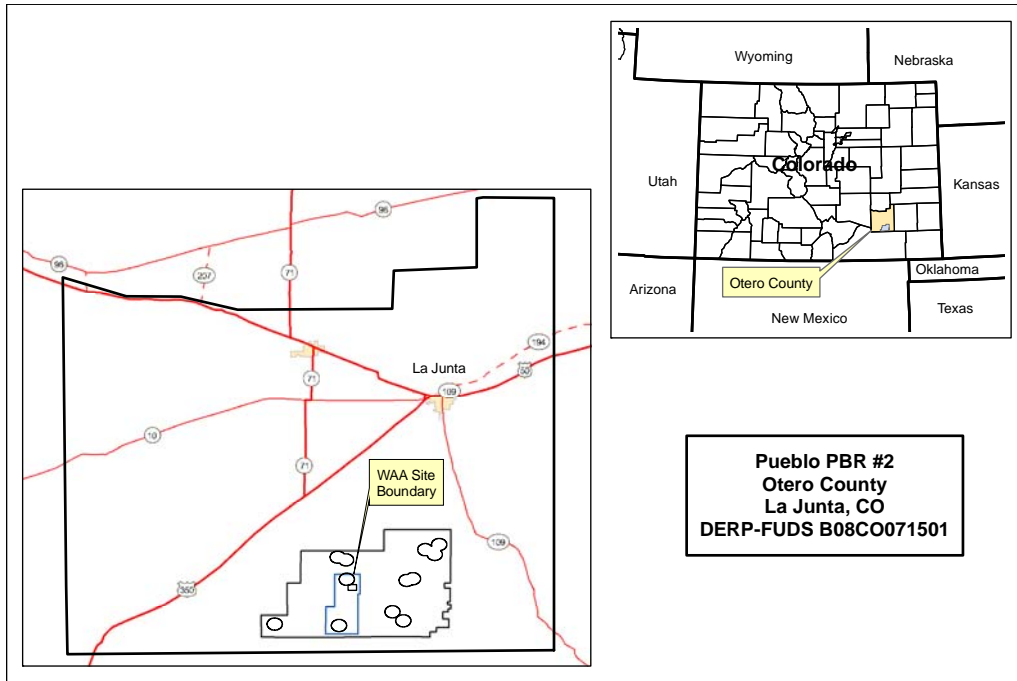 Wyoming
Nebraska
Colorado
Utah
Kansas
Otero County
Oklahoma
Arizona
New Mexico
Texas
96
96
207
71
71
La Junta
194
50
109
10
71
WAA Site
Boundary
109
350
Pueblo PBR #2
Otero County
La Junta, CO
DERP-FUDS B08CO071501